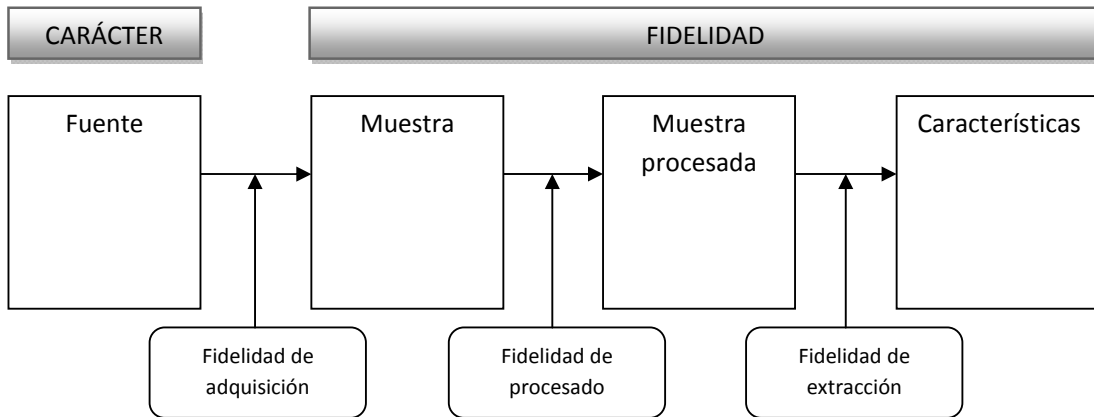 CARÁCTER
FIDELIDAD
Fuente
Muestra
Muestra
procesada
Características
Fidelidad de
adquisición
Fidelidad de
procesado
Fidelidad de
extracción